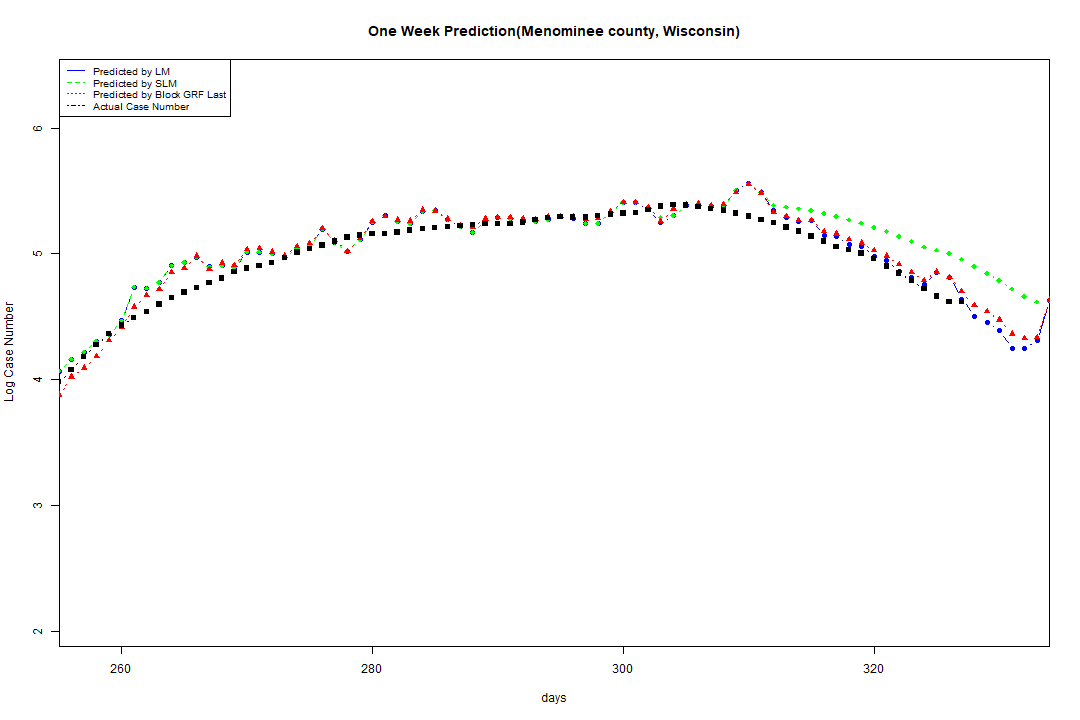 One Week Prediction(Menominee county, Wisconsin)
Predicted by LM
Predicted by SLM
Predicted by Block GRF Last
Actual Case Number
6
5
4
3
2
Log Case Number
260 280 300 320
days